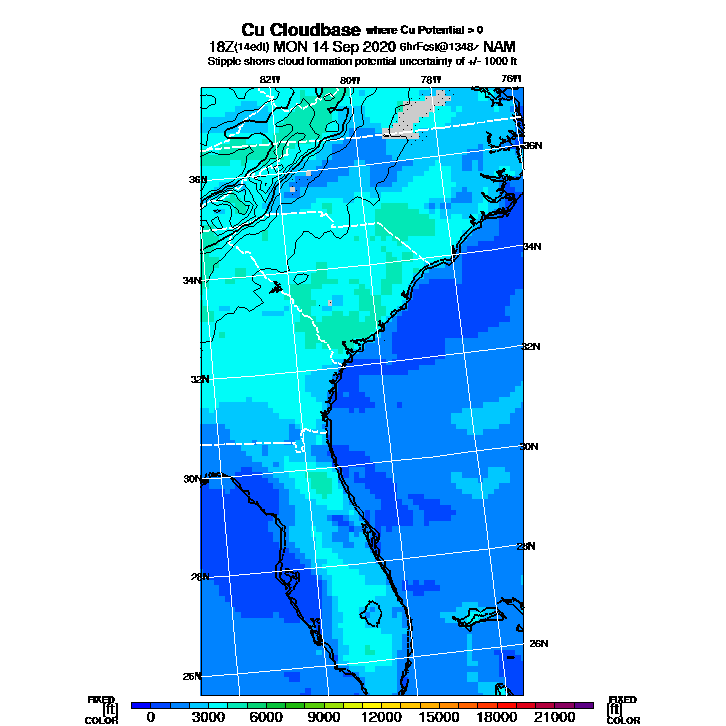 Cu Cloudbase where Cu Potential > 0
18Z(14edt) MON 14 Sep 2020 6hrFcst@1348z NAM
Stipple shows cloud formation potential uncertainty of +/- 1000 ft
82W 80W 78W 76W
36N
36N
34N
34N
32N
32N
30N
30N
28N
28N
26N
26N
FIXED FIXED
[ft] [ft]
COLOR COLOR
0 3000 6000 9000 12000 15000 18000 21000